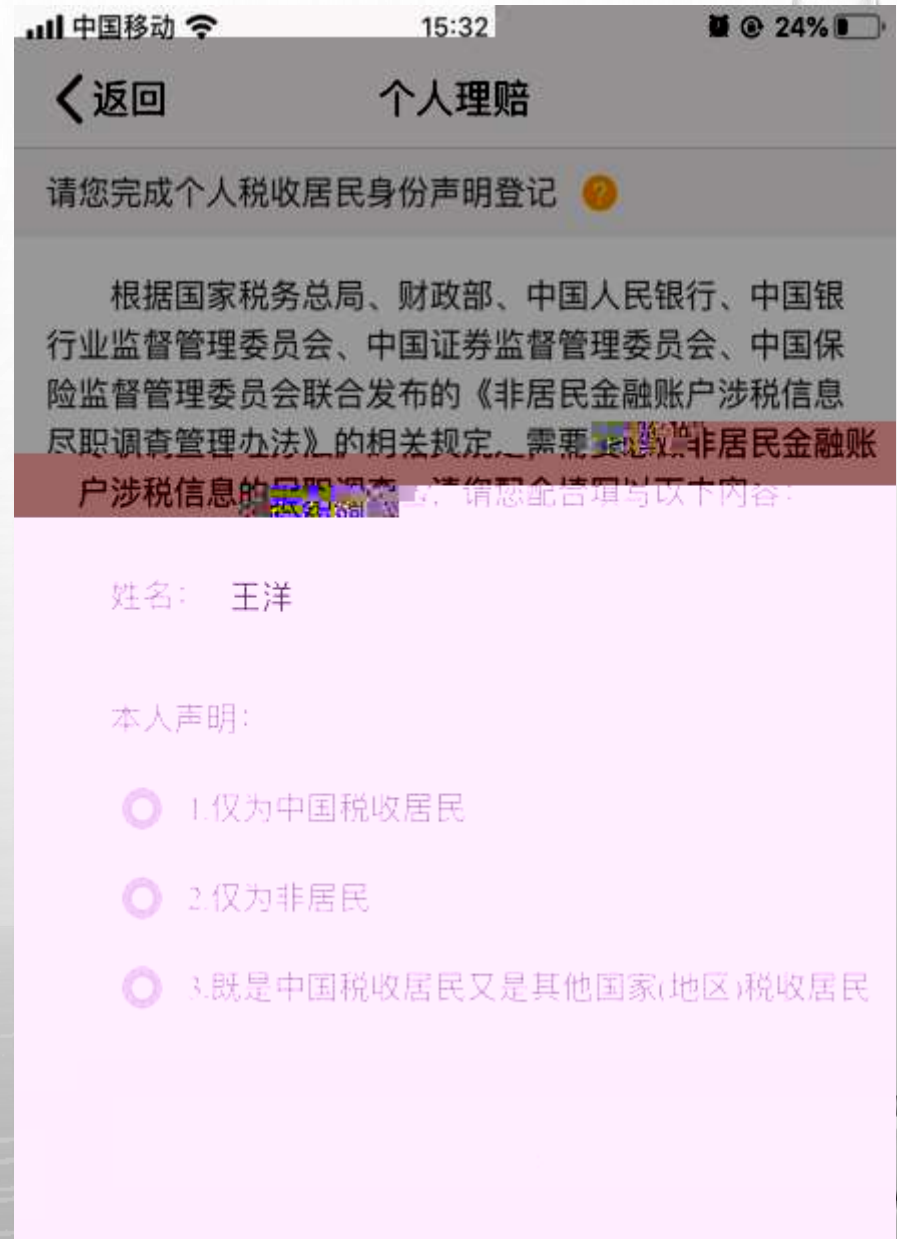 中国移动 15:32 24%
返回 个人理赔
请您完成个人税收居民身份声明登记 ?
根据国家税务总局、财政部、中国人民银行、中国银
行业监督管理委员会、中国证券监督管理委员会、中国保
险监督管理委员会联合发布的《非居民金融账户涉税信息
尽职调查管理办法》的相关规定、需要 非居民金融账
户涉税信息的 请您配合填写以下内容:
姓名: 王洋
本人声明:
1.仅为中国税收居民
2.仅为非居民
3.既是中国税收居民又是其他国家(地区)税收居民